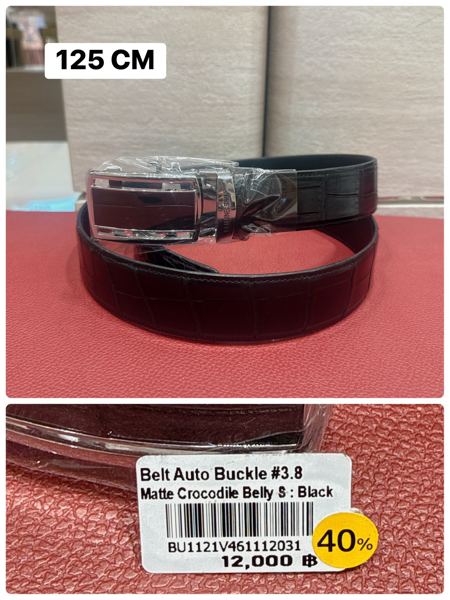 125 CM
Belt Auto Buckle #3.8
Matte Crocodile Belly S : Black
BU1121V461112031
12,000 ฿
40%